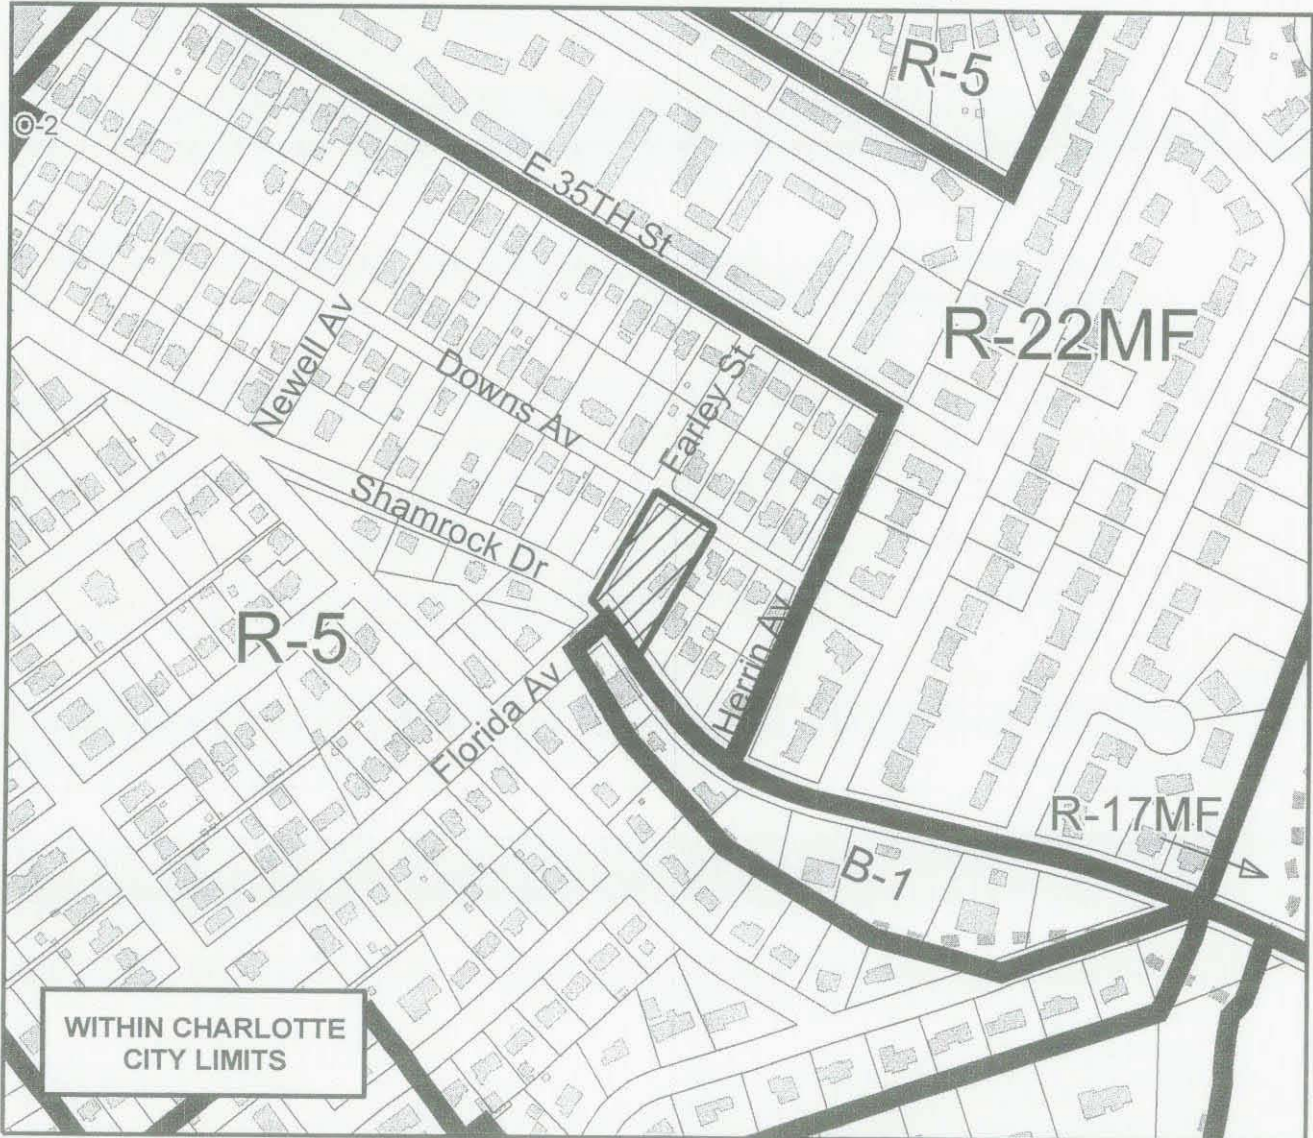 R-5
O-2
E 35TH St
R-22MF
Newell Av
Downs Av
Farley St
Shamrock Dr
R-5
Herrin Av
Florida Av
R-17MF
B-1
WITHIN CHARLOTTE
CITY LIMITS